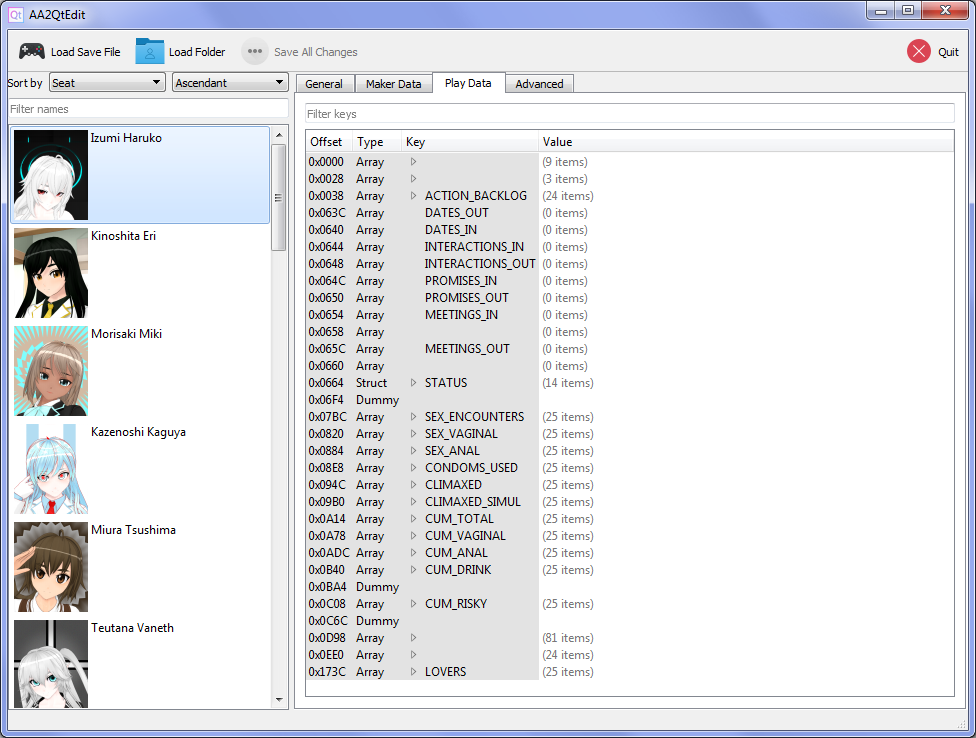 Qt AA2QtEdit
Load Save File Load Folder Save All Changes Quit
Sort by Seat Ascendant
General Maker Data Play Data Advanced
Filter names
Izumi Haruko
Kinoshita Eri
Morisaki Miki
Kazenoshi Kaguya
Miura Tsushima
Teutana Vaneth
Filter keys
Offset Type Key Value
0x0000 Array (9 items)
0x0028 Array (3 items)
0x0038 Array ACTION_BACKLOG (24 items)
0x063C Array DATES_OUT (0 items)
0x0640 Array DATES_IN (0 items)
0x0644 Array INTERACTIONS_IN (0 items)
0x0648 Array INTERACTIONS_OUT (0 items)
0x064C Array PROMISES_IN (0 items)
0x0650 Array PROMISES_OUT (0 items)
0x0654 Array MEETINGS_IN (0 items)
0x0658 Array (0 items)
0x065C Array MEETINGS_OUT (0 items)
0x0660 Array (0 items)
0x0664 Struct STATUS (14 items)
0x06F4 Dummy
0x07BC Array SEX_ENCOUNTERS (25 items)
0x0820 Array SEX_VAGINAL (25 items)
0x0884 Array SEX_ANAL (25 items)
0x08E8 Array CONDOMS_USED (25 items)
0x094C Array CLIMAXED (25 items)
0x09B0 Array CLIMAXED_SIMUL (25 items)
0x0A14 Array CUM_TOTAL (25 items)
0x0A78 Array CUM_VAGINAL (25 items)
0x0ADC Array CUM_ANAL (25 items)
0x0B40 Array CUM_DRINK (25 items)
0x0BA4 Dummy
0x0C08 Array CUM_RISKY (25 items)
0x0C6C Dummy
0x0D98 Array (81 items)
0x0EE0 Array (24 items)
0x173C Array LOVERS (25 items)